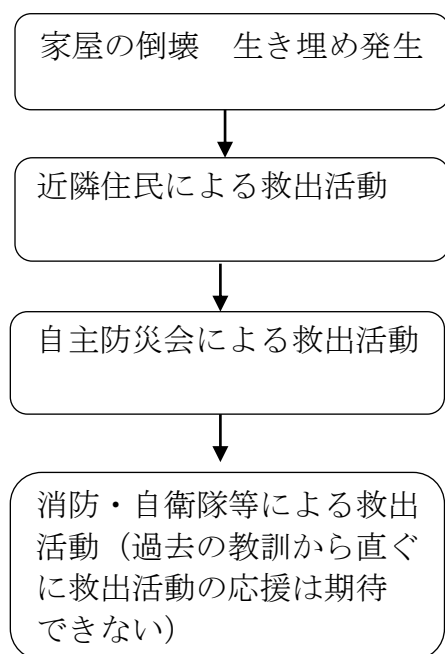 家屋の倒壊　生き埋め発生
近隣住民による救出活動
自主防災会による救出活動
消防・自衛隊等による救出
活動（過去の教訓から直ぐ
に救出活動の応援は期待
できない）